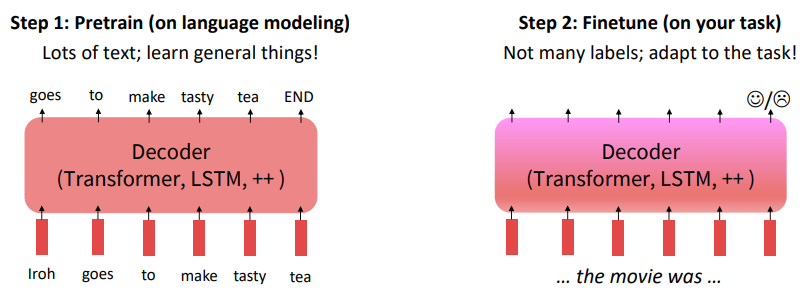 Step 1: Pretrain (on language modeling)
Lots of text; learn general things!
goes to make tasty tea END
Decoder
(Transformer, LSTM, ++ )
Iroh goes to make tasty tea
Step 2: Finetune (on your task)
Not many labels; adapt to the task!
☺/☹
Decoder
(Transformer, LSTM, ++ )
... the movie was ...